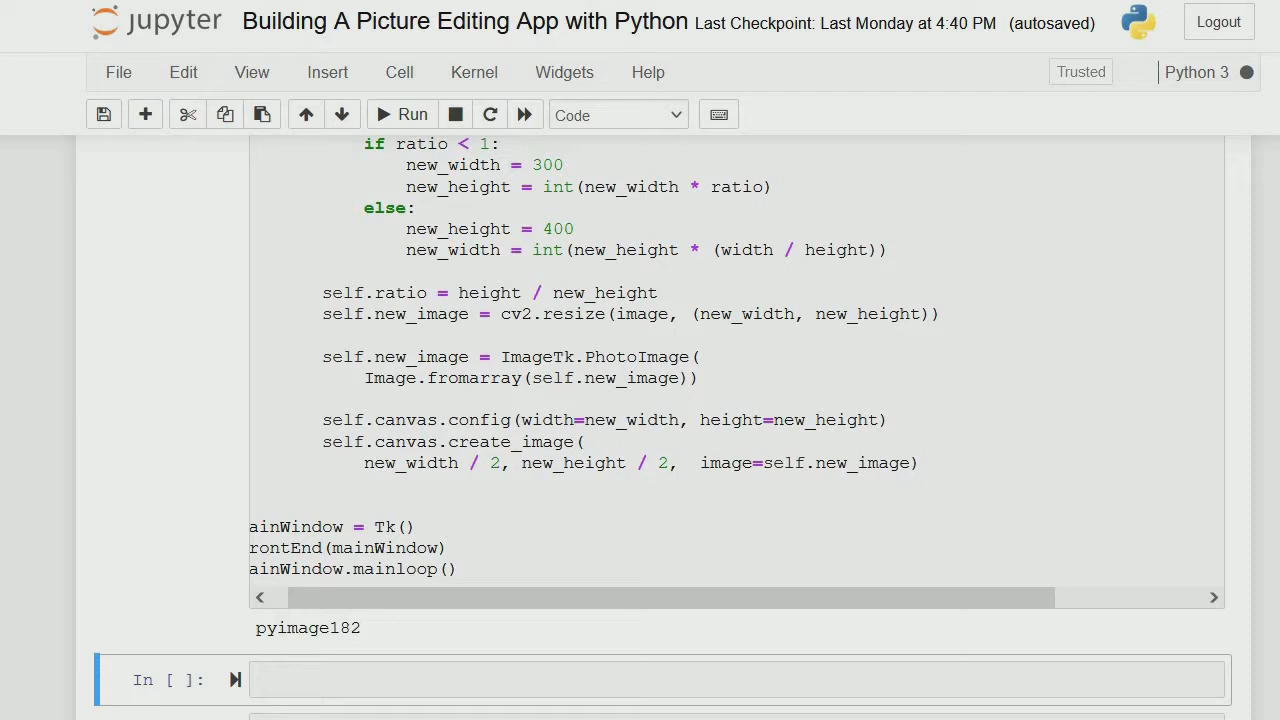 jupyter Building A Picture Editing App with Python Last Checkpoint: Last Monday at 4:40 PM (autosaved) Logout
File Edit View Insert Cell Kernel Widgets Help Trusted Python 3
Run Code
if ratio < 1:
new_width = 300
new_height = int(new_width * ratio)
else:
new_height = 400
new_width = int(new_height * (width / height))
self.ratio = height / new_height
self.new_image = cv2.resize(image, (new_width, new_height))
self.new_image = ImageTk.PhotoImage(
Image.fromarray(self.new_image))
self.canvas.config(width=new_width, height=new_height)
self.canvas.create_image(
new_width / 2, new_height / 2,  image=self.new_image)
ainWindow = Tk()
rontEnd(mainWindow)
ainWindow.mainloop()
pyimage182
In [ ]: